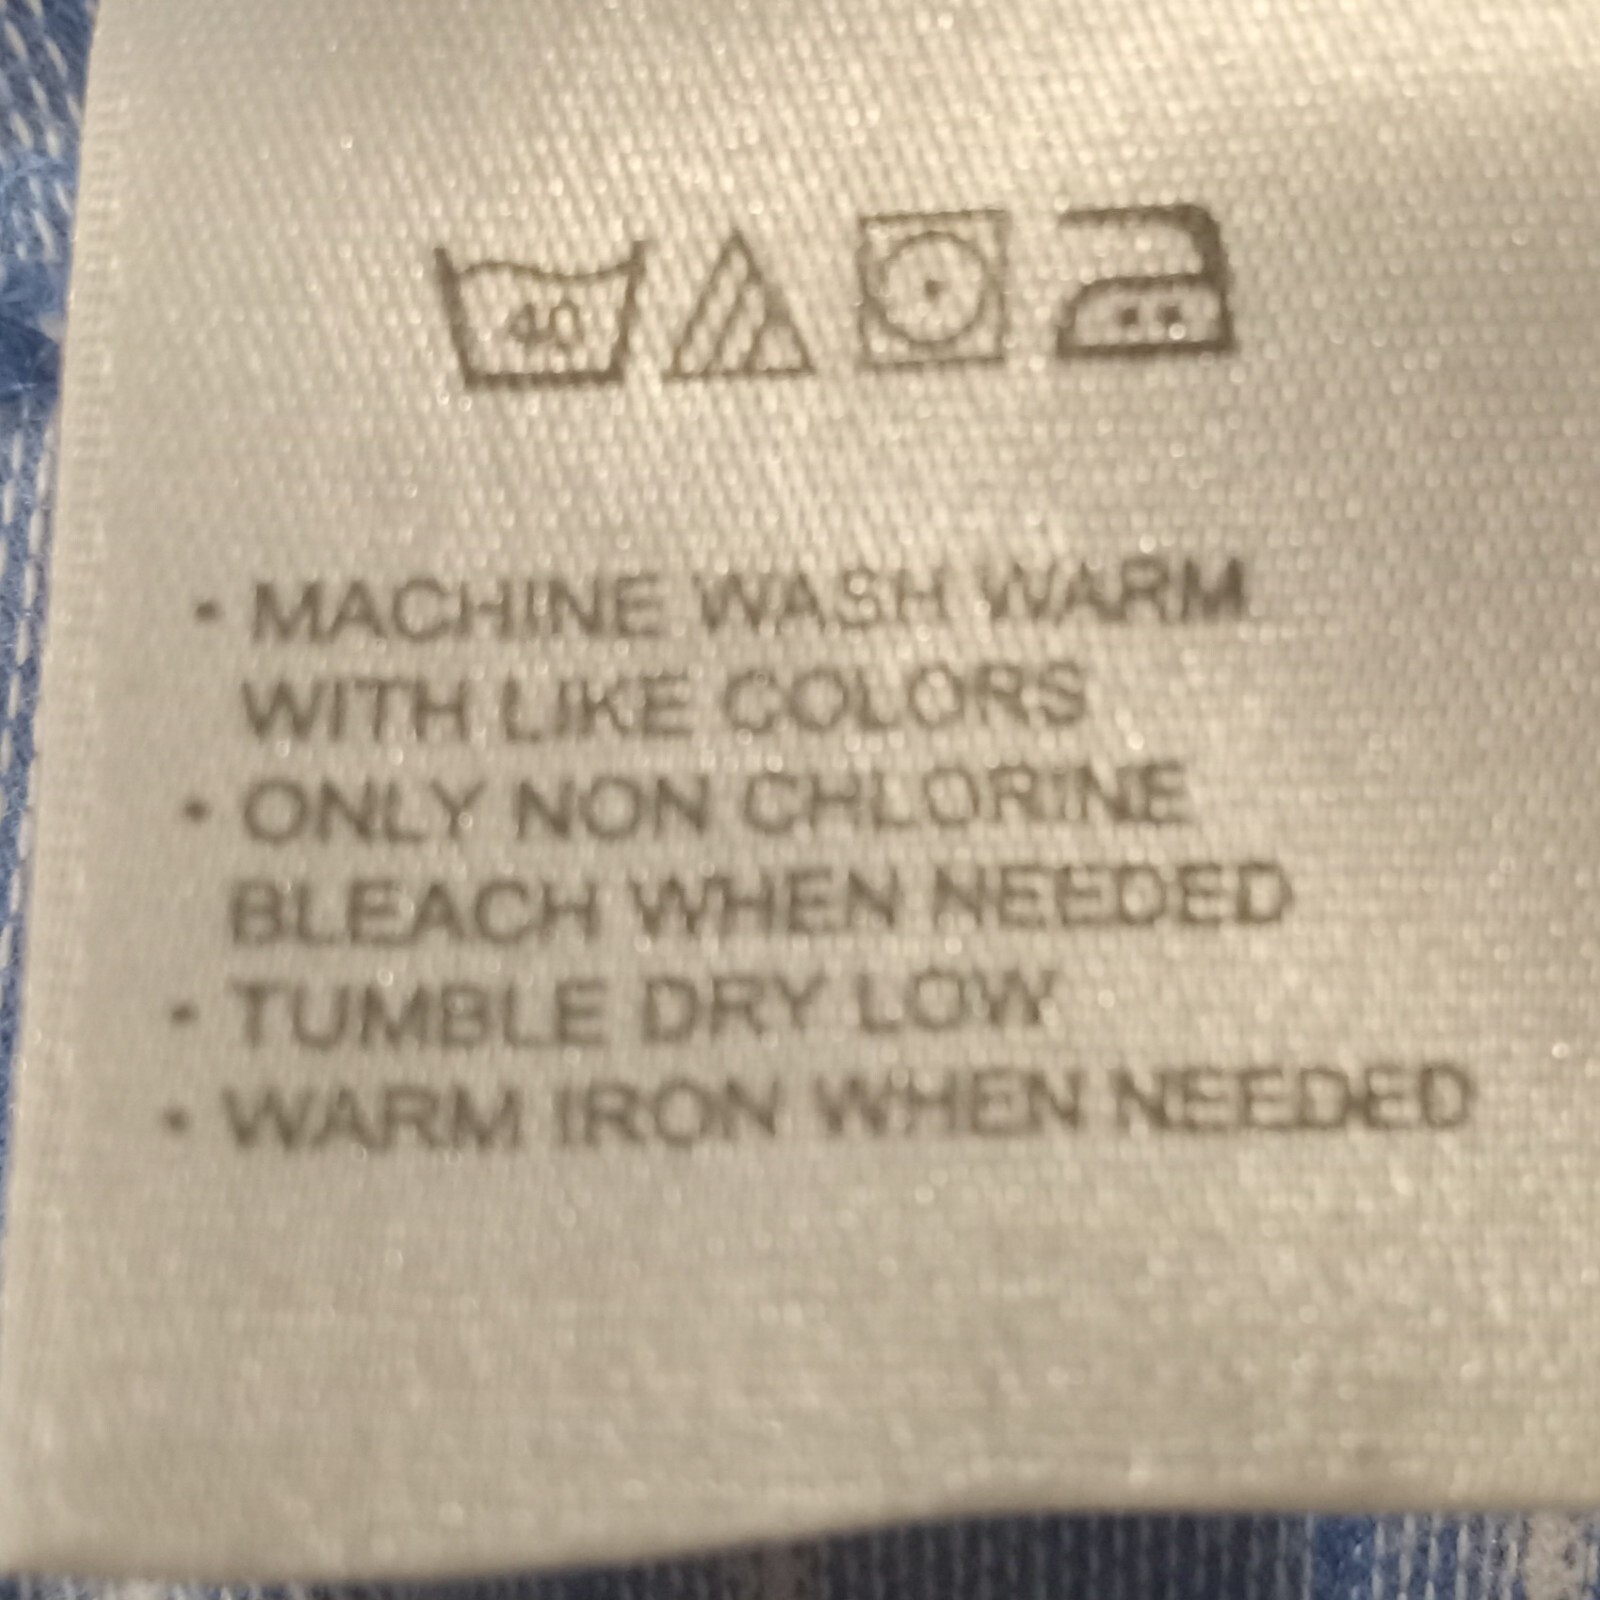 40
• MACHINE WASH WARM
WITH LIKE COLORS
• ONLY NON CHLORINE
BLEACH WHEN NEEDED
• TUMBLE DRY LOW
• WARM IRON WHEN NEEDED